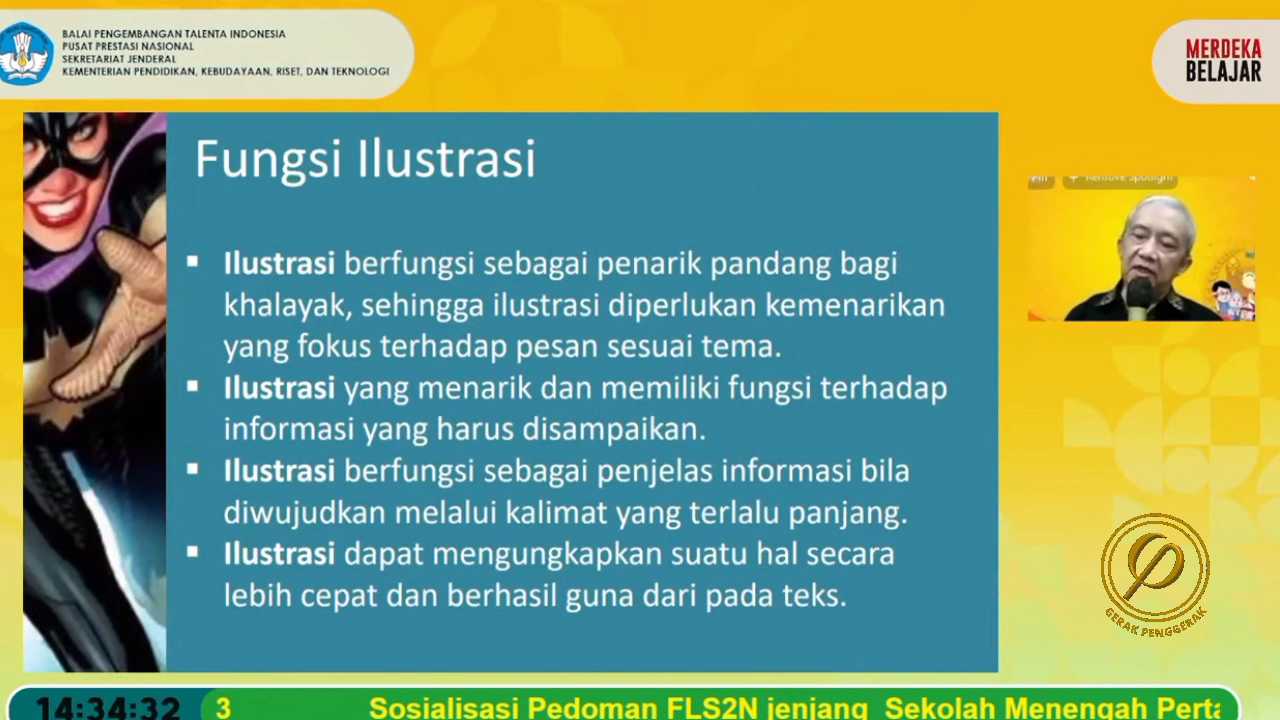 BALAI PENGEMBANGAN TALENTA INDONESIA
PUSAT PRESTASI NASIONAL
SEKRETARIAT JENDERAL
KEMENTERIAN PENDIDIKAN, KEBUDAYAAN, RISET, DAN TEKNOLOGI
MERDEKA
BELAJAR
Fungsi Ilustrasi
▪ Ilustrasi berfungsi sebagai penarik pandang bagi
khalayak, sehingga ilustrasi diperlukan kemenarikan
yang fokus terhadap pesan sesuai tema.
▪ Ilustrasi yang menarik dan memiliki fungsi terhadap
informasi yang harus disampaikan.
▪ Ilustrasi berfungsi sebagai penjelas informasi bila
diwujudkan melalui kalimat yang terlalu panjang.
▪ Ilustrasi dapat mengungkapkan suatu hal secara
lebih cepat dan berhasil guna dari pada teks.
Remove spotlight
GERAK PENGGERAK
14:34:32 3 Sosialisasi Pedoman FLS2N jenjang Sekolah Menengah